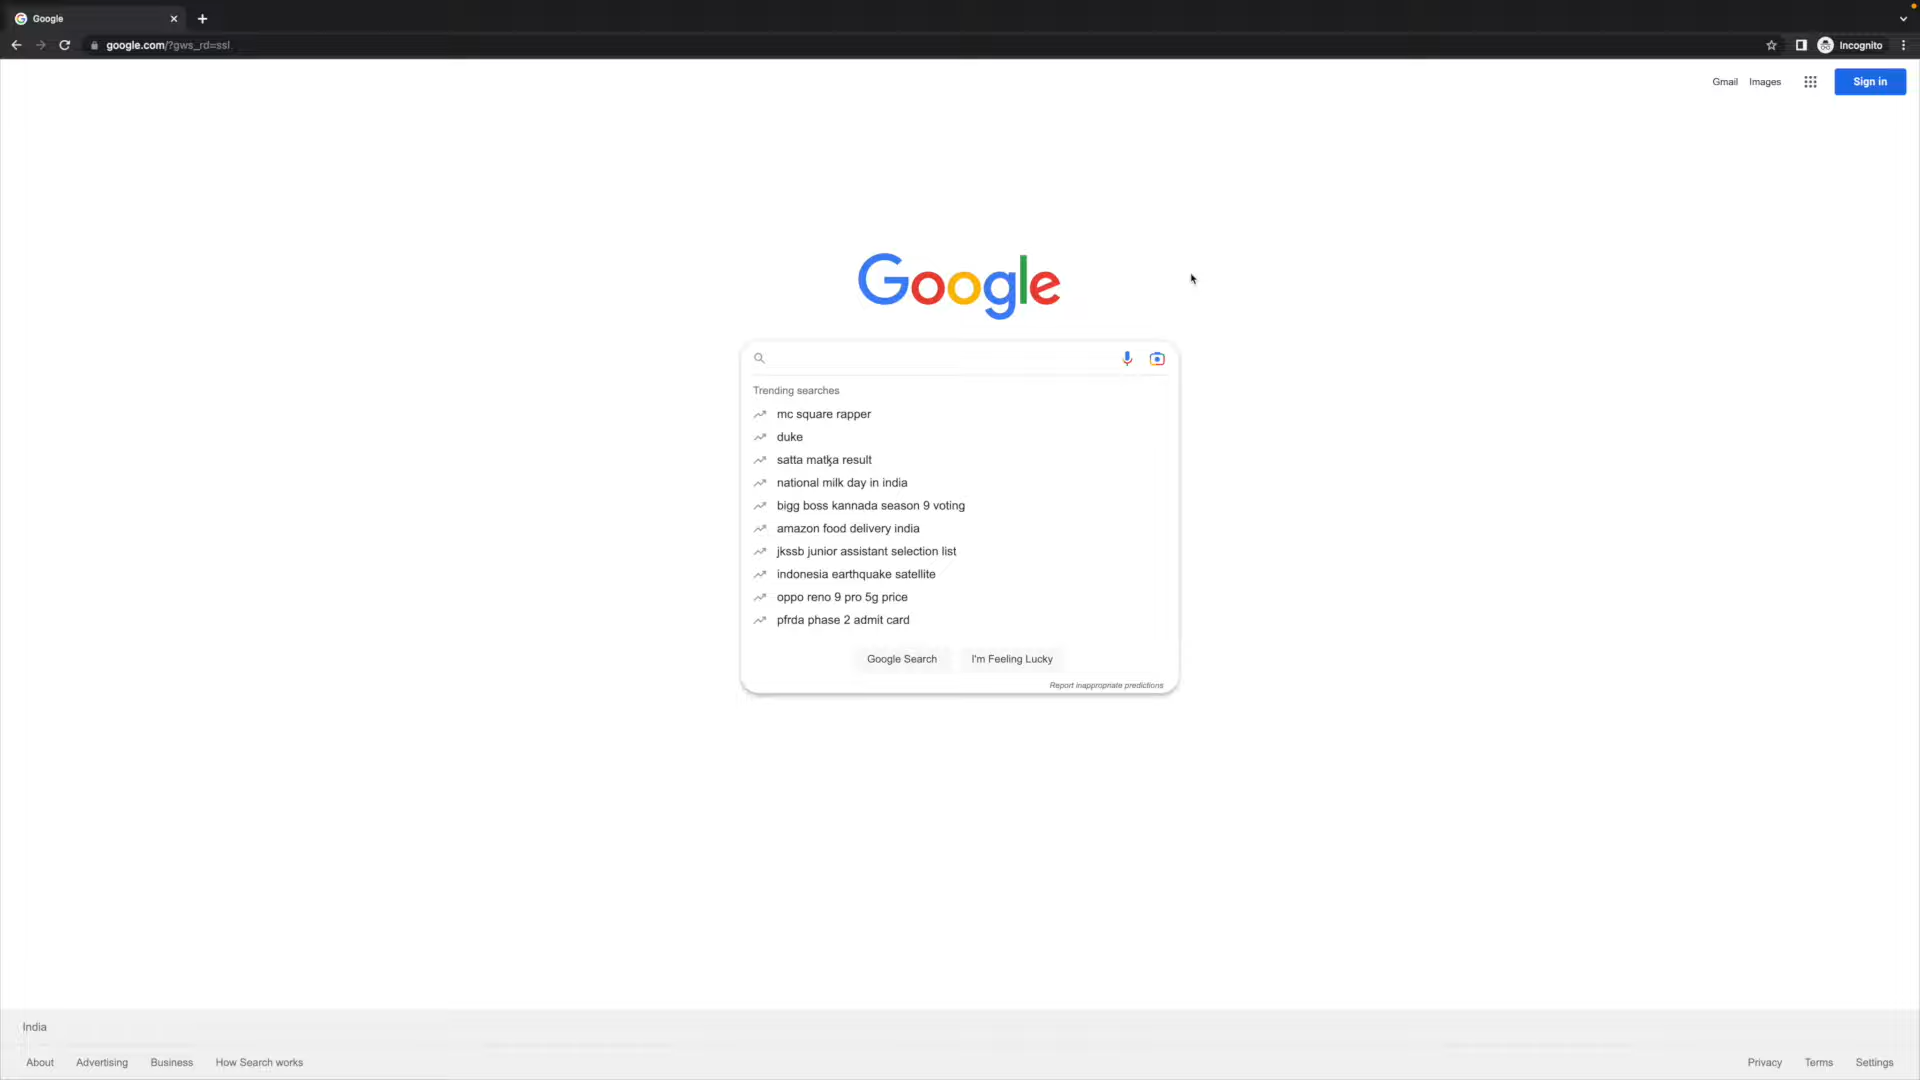 Google
google.com/?gws_rd=ssl
Incognito
Gmail Images Sign in
Google
Trending searches
mc square rapper
duke
satta matka result
national milk day in india
bigg boss kannada season 9 voting
amazon food delivery india
jkssb junior assistant selection list
indonesia earthquake satellite
oppo reno 9 pro 5g price
pfrda phase 2 admit card
Google Search I'm Feeling Lucky
Report inappropriate predictions
India
About Advertising Business How Search works Privacy Terms Settings